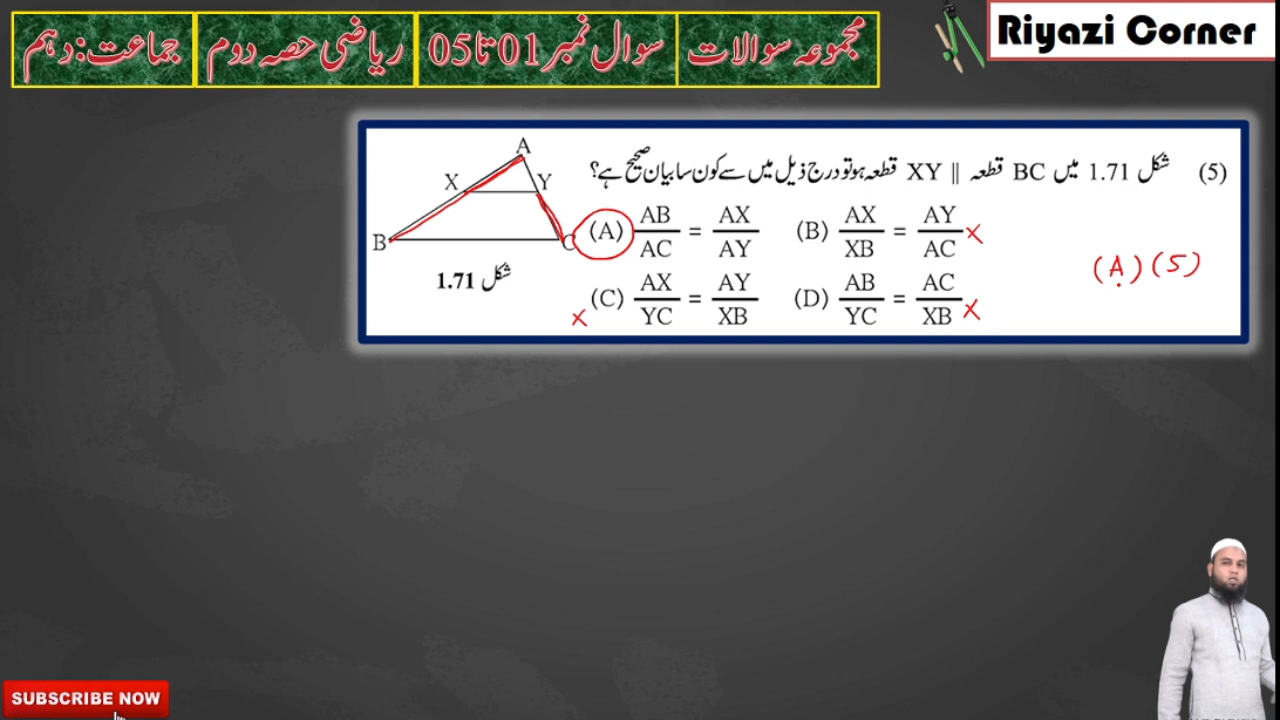 جماعت: دہم
ریاضی حصہ دوم
سوال نمبر 01 تا 05
مجموعہ سوالات
Riyazi Corner
(5) شکل 1.71 میں BC قطعہ || XY قطعہ ہو تو درج ذیل میں سے کون سا بیان صحیح ہے؟
A
X Y
B C
شکل 1.71
(A) AB/AC = AX/AY (B) AX/XB = AY/AC ×
× (C) AX/YC = AY/XB (D) AB/YC = AC/XB ×
(A) (5)
SUBSCRIBE NOW